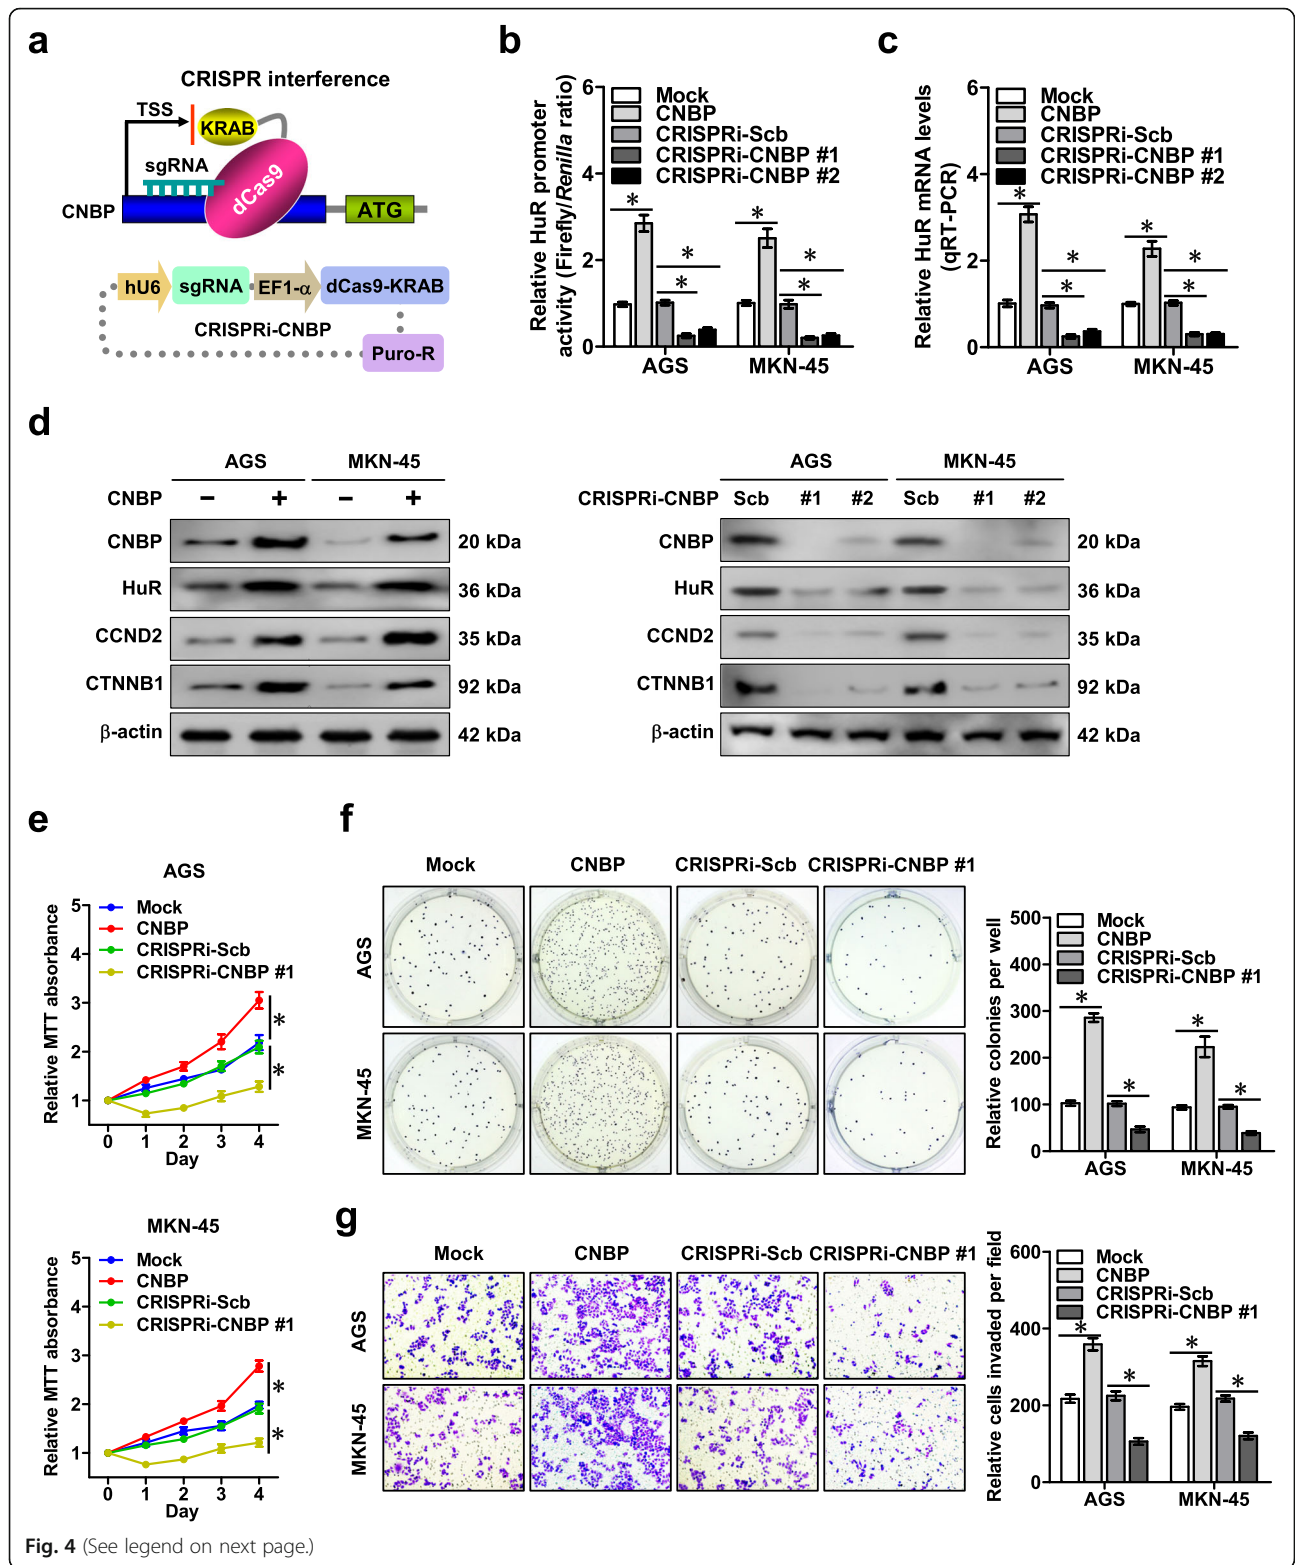 a
CRISPR interference
TSS
KRAB
sgRNA
dCas9
CNBP
ATG
hU6
sgRNA
EF1-α
dCas9-KRAB
CRISPRi-CNBP
Puro-R
b
Relative HuR promoter
activity (Firefly/Renilla ratio)
6
4
2
0
Mock
CNBP
CRISPRi-Scb
CRISPRi-CNBP #1
CRISPRi-CNBP #2
*
*
*
*
*
*
AGS
MKN-45
c
Relative HuR mRNA levels
(qRT-PCR)
6
4
2
0
Mock
CNBP
CRISPRi-Scb
CRISPRi-CNBP #1
CRISPRi-CNBP #2
*
*
*
*
*
*
AGS
MKN-45
d
AGS MKN-45
CNBP − + − +
CNBP 20 kDa
HuR 36 kDa
CCND2 35 kDa
CTNNB1 92 kDa
β-actin 42 kDa
AGS MKN-45
CRISPRi-CNBP Scb #1 #2 Scb #1 #2
CNBP 20 kDa
HuR 36 kDa
CCND2 35 kDa
CTNNB1 92 kDa
β-actin 42 kDa
e
AGS
Relative MTT absorbance
5
4
3
2
1
Mock
CNBP
CRISPRi-Scb
CRISPRi-CNBP #1
*
*
0 1 2 3 4
Day
MKN-45
Relative MTT absorbance
5
4
3
2
1
Mock
CNBP
CRISPRi-Scb
CRISPRi-CNBP #1
*
*
0 1 2 3 4
Day
f
Mock CNBP CRISPRi-Scb CRISPRi-CNBP #1
AGS
MKN-45
Relative colonies per well
500
400
300
200
100
0
Mock
CNBP
CRISPRi-Scb
CRISPRi-CNBP #1
*
*
*
*
AGS MKN-45
g
Mock CNBP CRISPRi-Scb CRISPRi-CNBP #1
AGS
MKN-45
Relative cells invaded per field
600
400
200
0
Mock
CNBP
CRISPRi-Scb
CRISPRi-CNBP #1
*
*
*
*
AGS MKN-45
Fig. 4 (See legend on next page.)